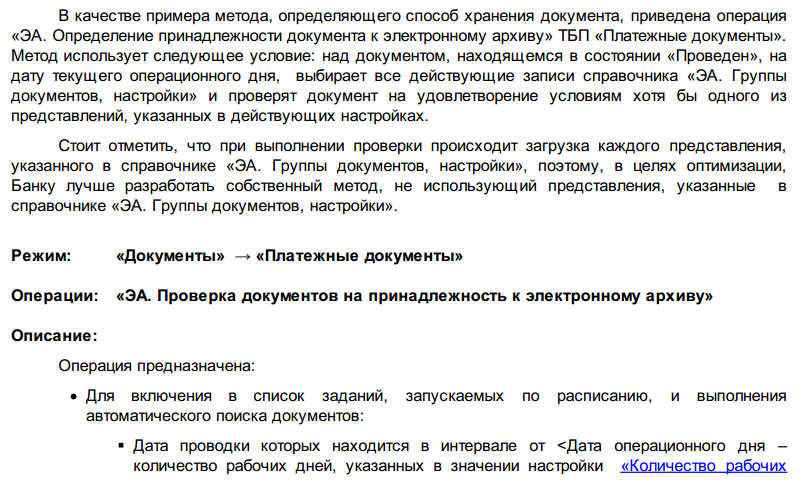 В качестве примера метода, определяющего способ хранения документа, приведена операция
«ЭА. Определение принадлежности документа к электронному архиву» ТБП «Платежные документы».
Метод использует следующее условие: над документом, находящемся в состоянии «Проведен», на
дату текущего операционного дня, выбирает все действующие записи справочника «ЭА. Группы
документов, настройки» и проверят документ на удовлетворение условиям хотя бы одного из
представлений, указанных в действующих настройках.
Стоит отметить, что при выполнении проверки происходит загрузка каждого представления,
указанного в справочнике «ЭА. Группы документов, настройки», поэтому, в целях оптимизации,
Банку лучше разработать собственный метод, не использующий представления, указанные в
справочнике «ЭА. Группы документов, настройки».
Режим: «Документы» → «Платежные документы»
Операции: «ЭА. Проверка документов на принадлежность к электронному архиву»
Описание:
Операция предназначена:
• Для включения в список заданий, запускаемых по расписанию, и выполнения
автоматического поиска документов:
▪ Дата проводки которых находится в интервале от <Дата операционного дня –
количество рабочих дней, указанных в значении настройки «Количество рабочих